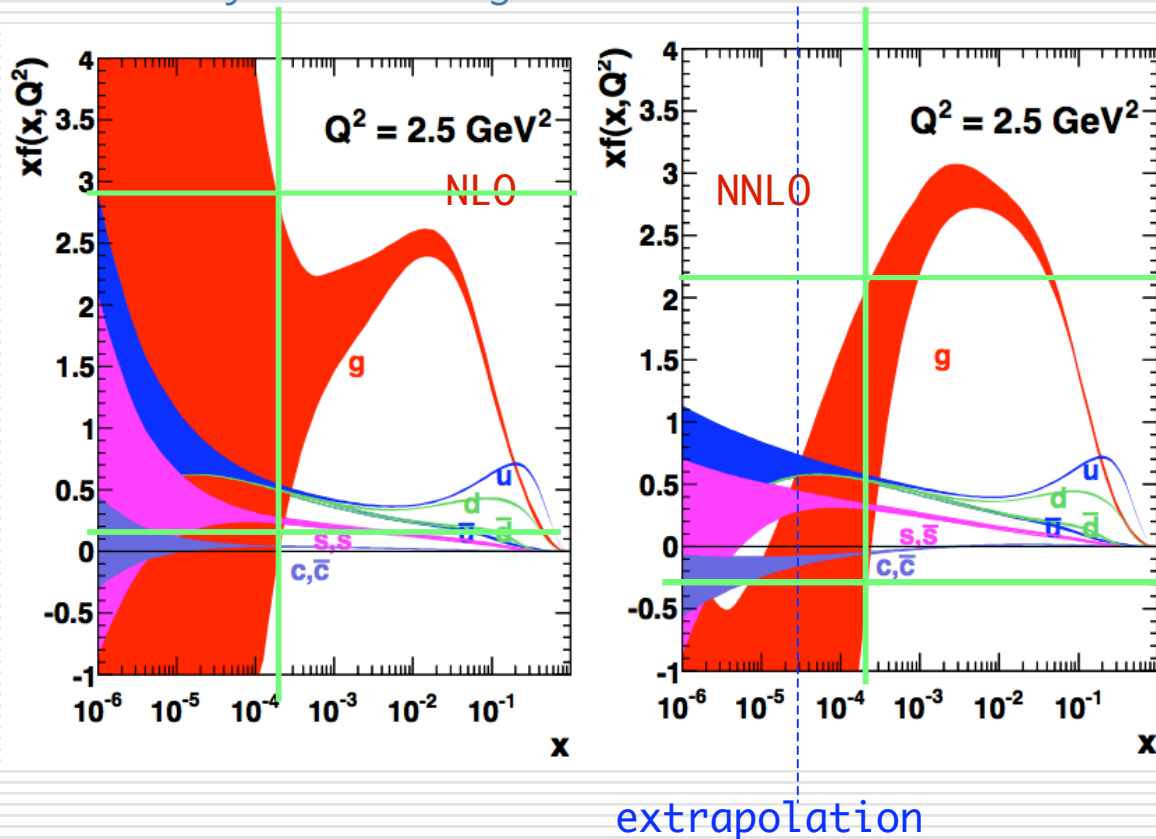 4
3.5
3
2.5
2
1.5
1
0.5
0
-0.5
-1
xf(x,Q²)
Q² = 2.5 GeV²
NLO
g
u
d
ū
d̄
s,s
c,c̄
10⁻⁶ 10⁻⁵ 10⁻⁴ 10⁻³ 10⁻² 10⁻¹
x
4
3.5
3
2.5
2
1.5
1
0.5
0
-0.5
-1
xf(x,Q²)
Q² = 2.5 GeV²
NNLO
g
u
d
ū
d̄
s,s̄
c,c̄
10⁻⁶ 10⁻⁵ 10⁻⁴ 10⁻³ 10⁻² 10⁻¹
x
extrapolation